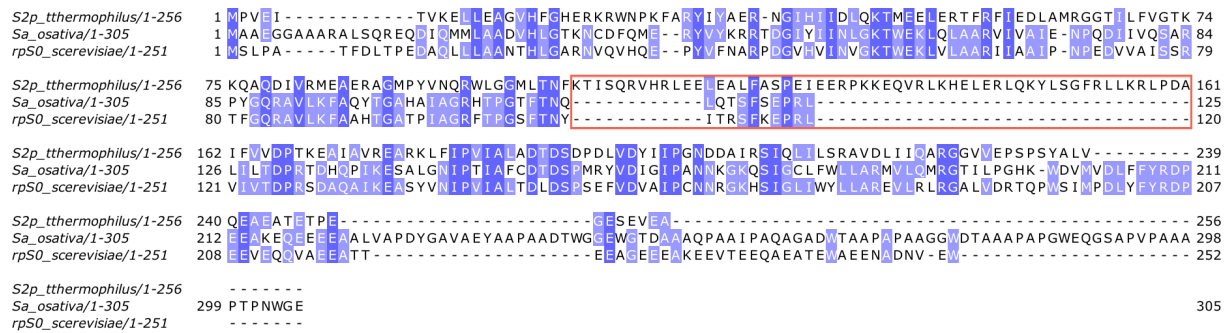 S2p_tthermophilus/1-256 1 MPVEI------------TVKELLEAGVHFGHERKRWNPKFARYIYAER-NGIHIIDLQKTMEELERTFRFIEDLAMRGGTILFVGTK 74
Sa_osativa/1-305 1 MAAEGGAAARALSQREQDIQMMLAADVHLGTKNCDFQME--RYVYKRRTDGIYIINLGKTWEKLQLAARVIVAIE-NPQDIIVQSAR 84
rpS0_scerevisiae/1-251 1 MSLPA-----TFDLTPEDAQLLLAANTHLGARNVQVHQE--PYVFNARPDGVHVINVGKTWEKLVLAARIIAAIP-NPEDVVAISSR 79
S2p_tthermophilus/1-256 75 KQAQDIVRMEAERAGMPYVNQRWLGGMLTNFKTISQRVHRLEELEALFASPEIEERPKKEQVRLKHELERLQKYLSGFRLLKRLPDA 161
Sa_osativa/1-305 85 PYGQRAVLKFAQYTGAHAIAGRHTPGTFTNQ------------LQTSFSEPRL---------------------------------- 125
rpS0_scerevisiae/1-251 80 TFGQRAVLKFAAHTGATPIAGRFTPGSFTNY------------ITRSFKEPRL---------------------------------- 120
S2p_tthermophilus/1-256 162 IFVVDPTKEAIAVREARKLFIPVIALADTDSDPDLVDYIIPGNDDAIRSIQLILSRAVDLIIQARGGVVEPSPSYALV--------- 239
Sa_osativa/1-305 126 LILTDPRTDHQPIKESALGNIPTIAFCDTDSPMRYVDIGIPANNKGKQSIGCLFWLLARMVLQMRGTILPGHK-WDVMVDLFFYRDP 211
rpS0_scerevisiae/1-251 121 VIVTDPRSDAQAIKEASYVNIPVIALTDLDSPSEFVDVAIPCNNRGKHSIGLIWYLLAREVLRLRGALVDRTQPWSIMPDLYFYRDP 207
S2p_tthermophilus/1-256 240 QEAEATETPE-----------------------GESEVEA----------------------------------------------- 256
Sa_osativa/1-305 212 EEAKEQEEEEAALVAPDYGAVAEYAAPAADTWGGEWGTDAAAQPAAIPAQAGADWTAAPAPAAGGWDTAAAPAPGWEQGSAPVPAAA 298
rpS0_scerevisiae/1-251 208 EEVEQQVAEEATT--------------------EEAGEEEAKEEVTEEQAEATEWAEENADNV-EW--------------------- 252
S2p_tthermophilus/1-256 -------
Sa_osativa/1-305 299 PTPNWGE 305
rpS0_scerevisiae/1-251 -------